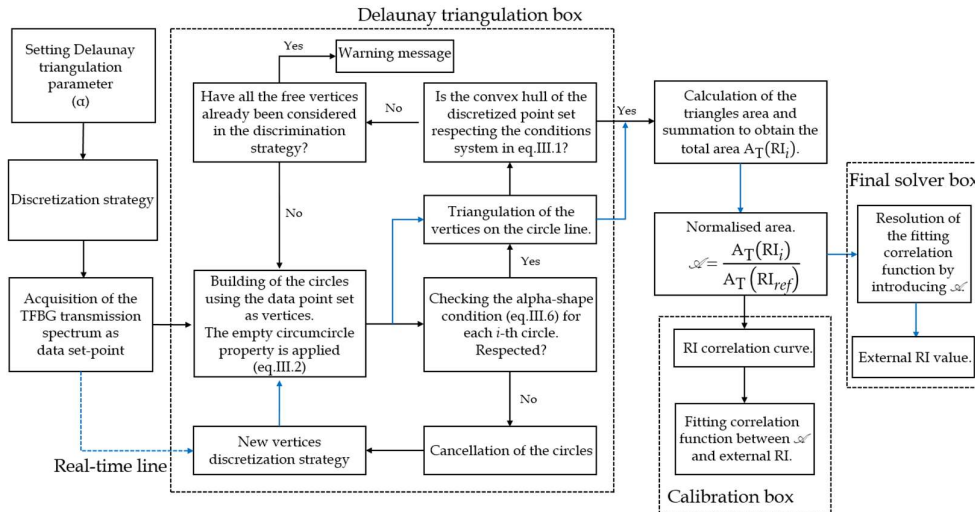 Delaunay triangulation box
Setting Delaunay
triangulation
parameter
(α)
Discretization strategy
Acquisition of the
TFBG transmission
spectrum as
data set-point
Real-time line
Yes
Warning message
Have all the free vertices
already been considered
in the discrimination
strategy?
No
Is the convex hull of the
discretized point set
respecting the conditions
system in eq.III.1?
Yes
No
Triangulation of the
vertices on the circle line.
Yes
Building of the circles
using the data point set
as vertices.
The empty circumcircle
property is applied
(eq.III.2)
Checking the alpha-shape
condition (eq.III.6) for
each i-th circle.
Respected?
No
New vertices
discretization strategy
Cancellation of the circles
Calculation of the
triangles area and
summation to obtain the
total area A_T(RI_i).
Normalised area.
𝒜 = A_T(RI_i) / A_T(RI_ref)
RI correlation curve.
Fitting correlation
function between 𝒜
and external RI.
Calibration box
Final solver box
Resolution of
the fitting
correlation
function by
introducing 𝒜.
External RI value.